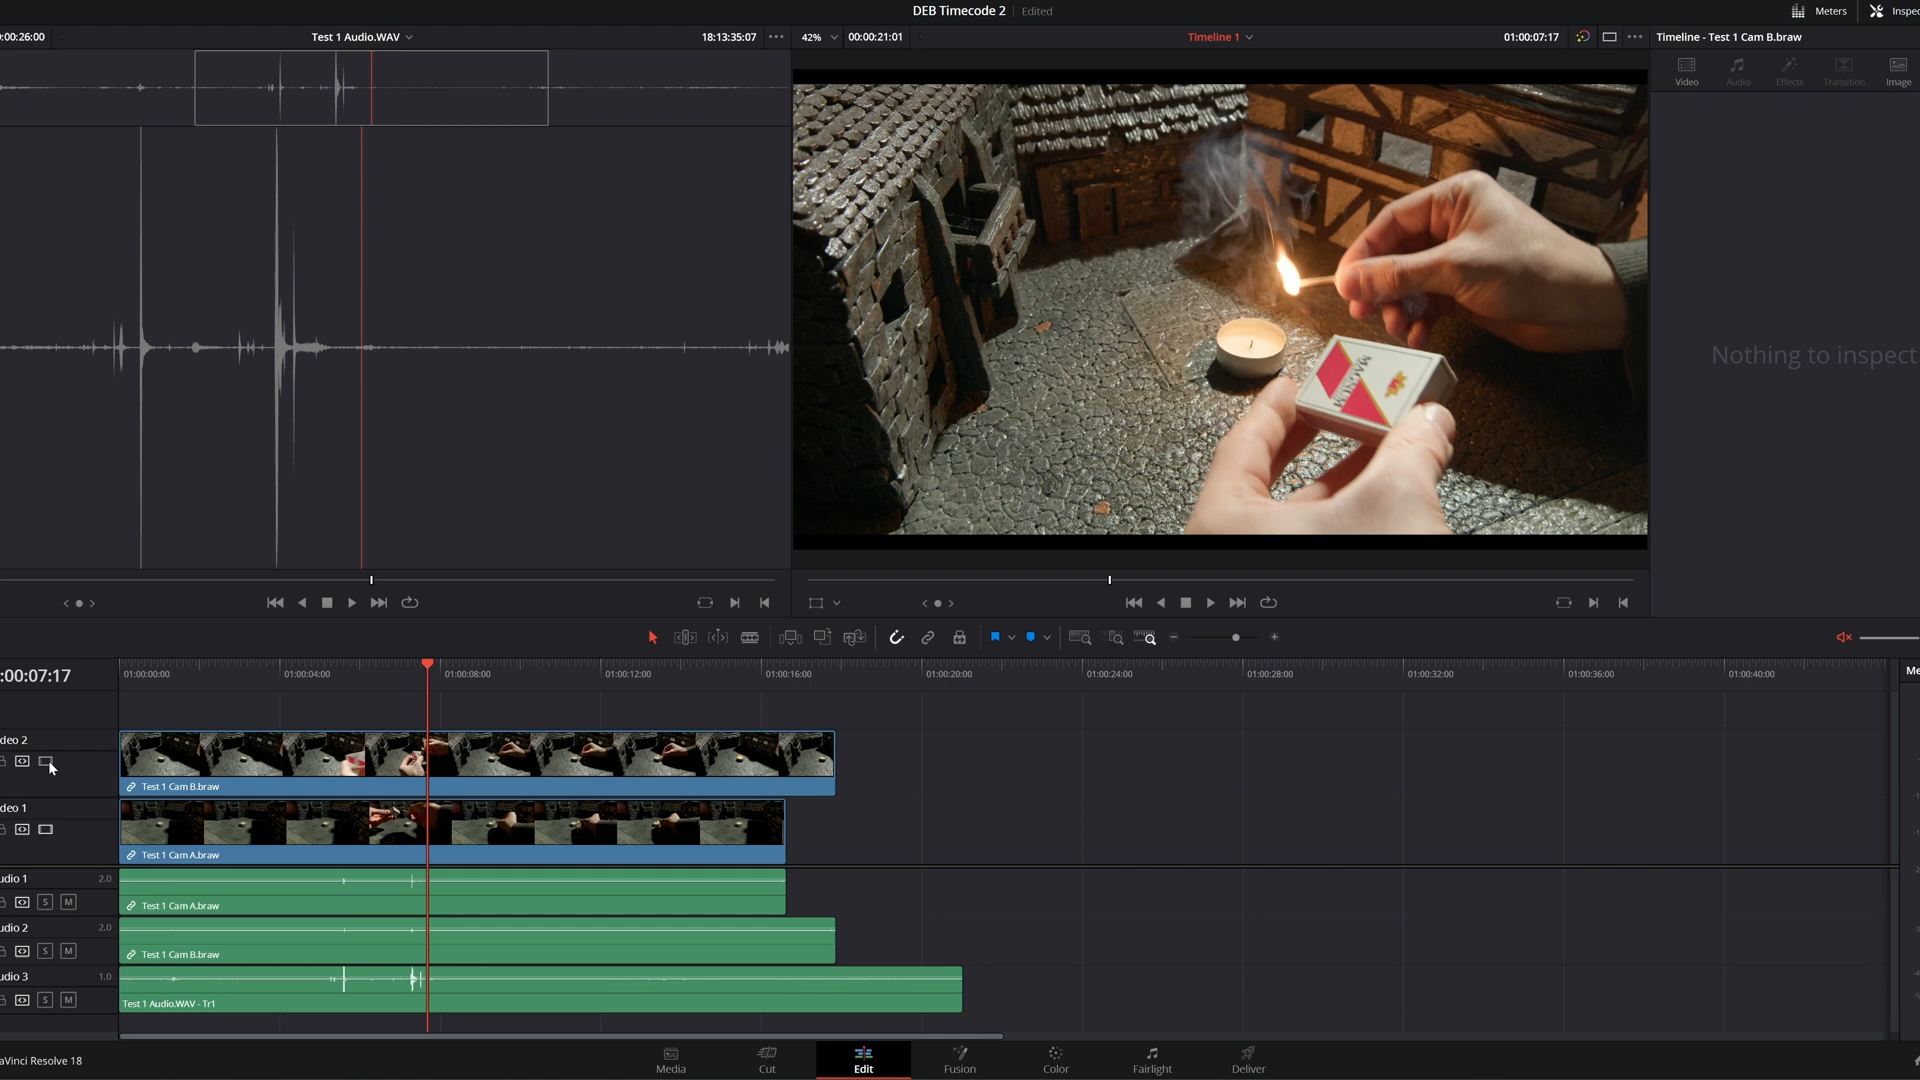 DEB Timecode 2 Edited
Meters
:00:26:00
Test 1 Audio.WAV
18:13:35:07
42%
00:00:21:01
Timeline 1
01:00:07:17
Timeline - Test 1 Cam B.braw
Video
Audio
Effects
Transition
Image
MAGNUM
Nothing to inspect
:00:07:17
01:00:00:00
01:00:04:00
01:00:08:00
01:00:12:00
01:00:16:00
01:00:20:00
01:00:24:00
01:00:28:00
01:00:32:00
01:00:36:00
01:00:40:00
Me
deo 2
Test 1 Cam B.braw
deo 1
Test 1 Cam A.braw
udio 1
2.0
S M
Test 1 Cam A.braw
udio 2
2.0
S M
Test 1 Cam B.braw
udio 3
1.0
S M
Test 1 Audio.WAV - Tr1
aVinci Resolve 18
Media
Cut
Edit
Fusion
Color
Fairlight
Deliver